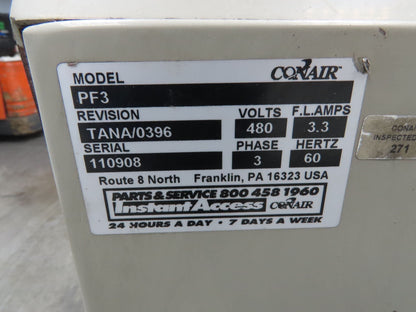 MODEL CONAIR
PF3
REVISION VOLTS F.L.AMPS
TANA/0396 480 3.3
SERIAL PHASE HERTZ
110908 3 60
Route 8 North Franklin, PA 16323 USA
PARTS & SERVICE 800 458 1960
Instant Access CONAIR
24 HOURS A DAY • 7 DAYS A WEEK
CONAI
INSPECTED
271